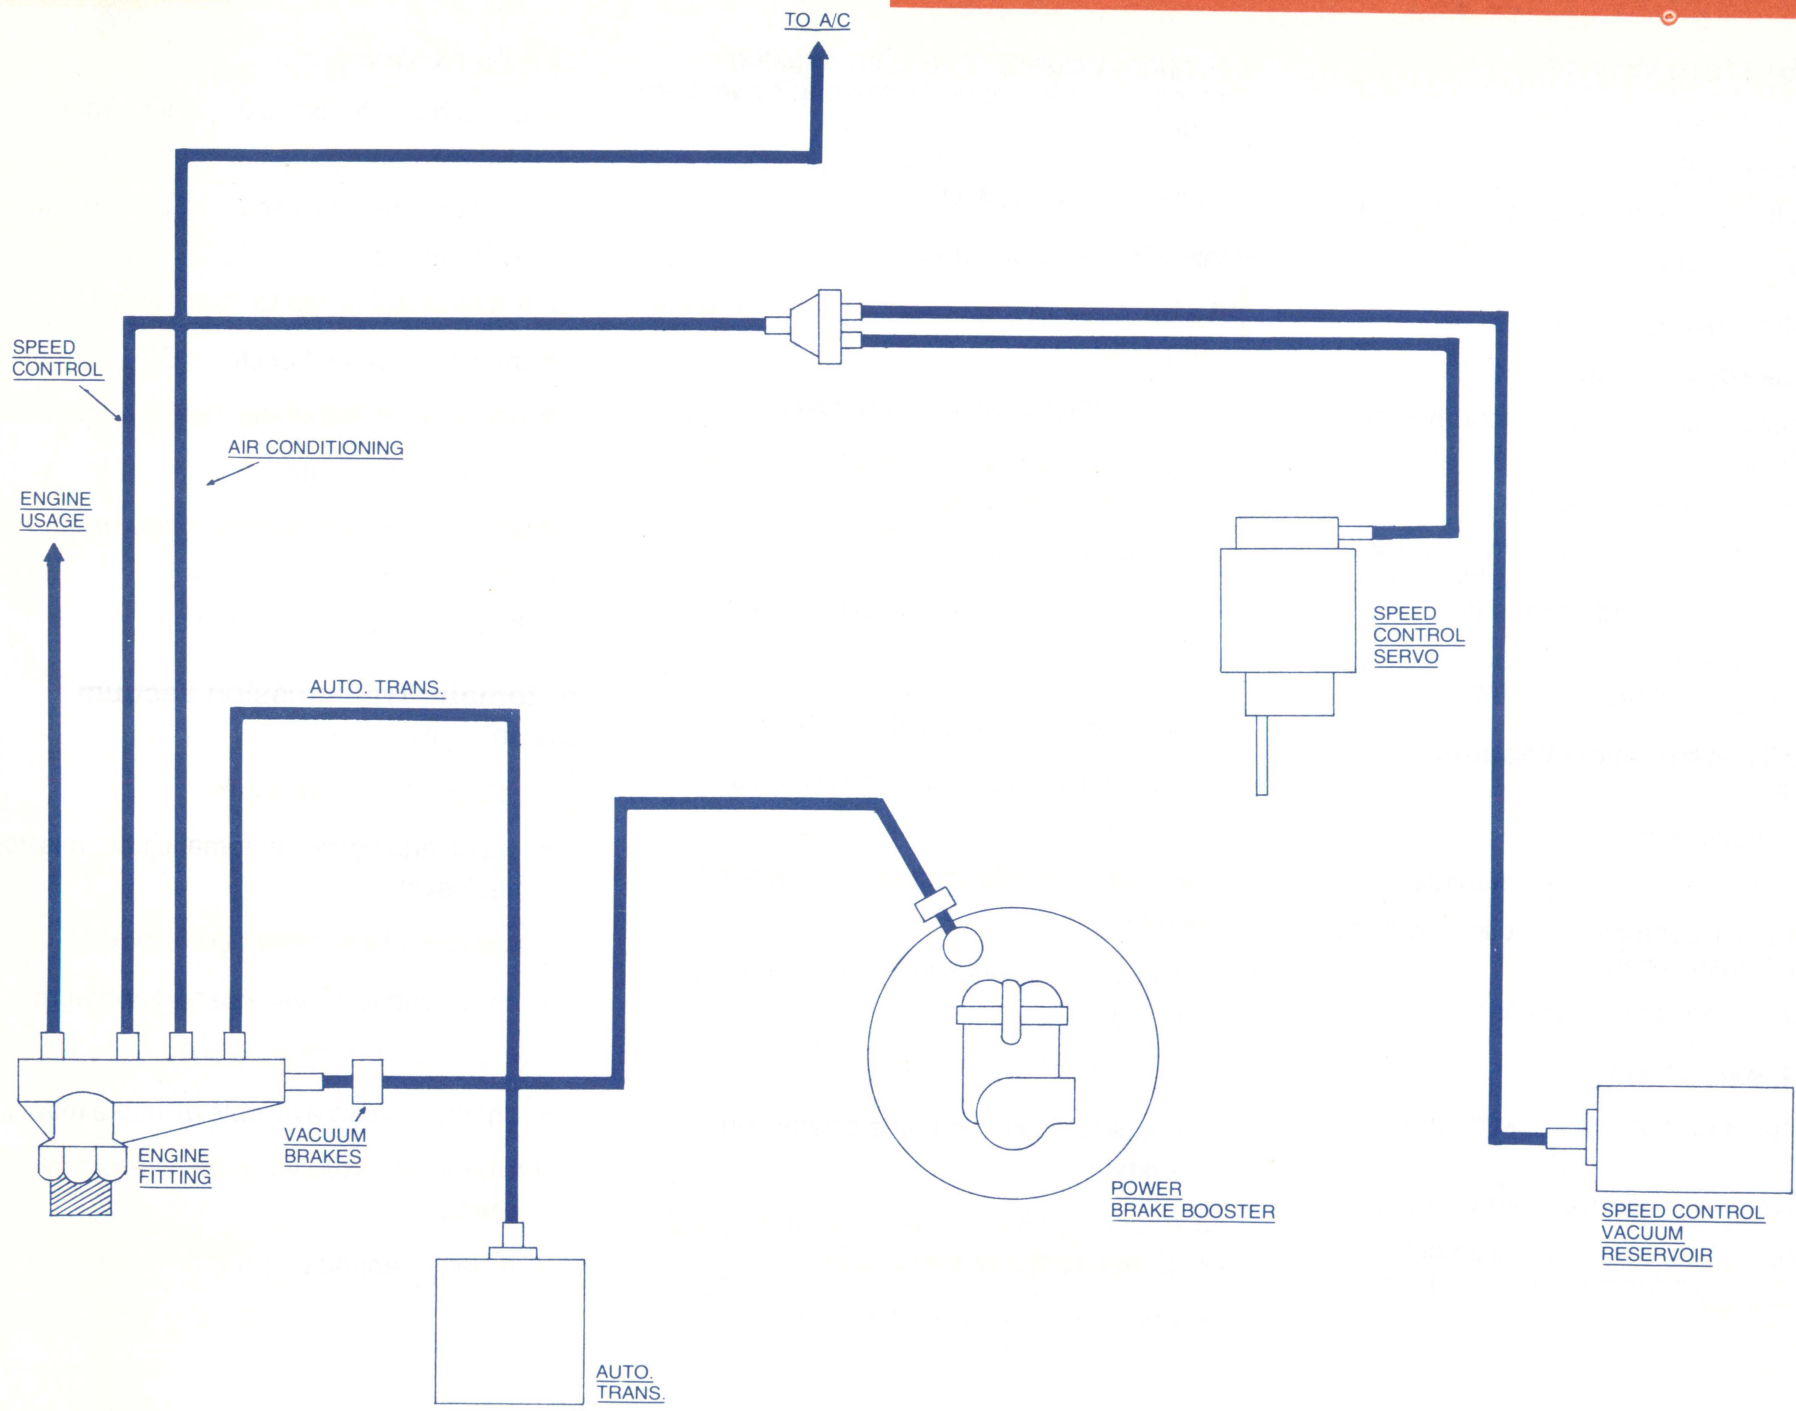 TO A/C
SPEED
CONTROL
AIR CONDITIONING
ENGINE
USAGE
SPEED
CONTROL
SERVO
AUTO. TRANS.
VACUUM
BRAKES
ENGINE
FITTING
POWER
BRAKE BOOSTER
SPEED CONTROL
VACUUM
RESERVOIR
AUTO.
TRANS.